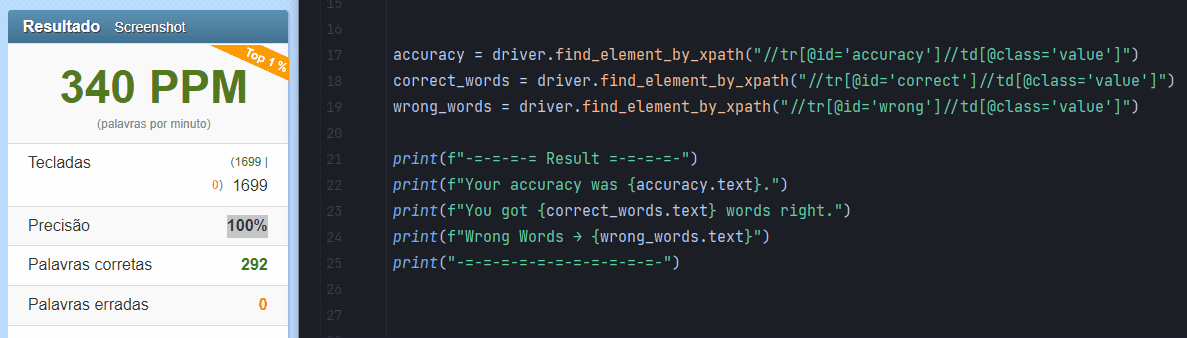 Resultado Screenshot
Top 1 %
340 PPM
(palavras por minuto)
Tecladas (1699 |
0) 1699
Precisão 100%
Palavras corretas 292
Palavras erradas 0
15
16
17 accuracy = driver.find_element_by_xpath("//tr[@id='accuracy']//td[@class='value']")
18 correct_words = driver.find_element_by_xpath("//tr[@id='correct']//td[@class='value']")
19 wrong_words = driver.find_element_by_xpath("//tr[@id='wrong']//td[@class='value']")
20
21 print(f"-=-=-=-= Result =-=-=-=-")
22 print(f"Your accuracy was {accuracy.text}.")
23 print(f"You got {correct_words.text} words right.")
24 print(f"Wrong Words → {wrong_words.text}")
25 print("-=-=-=-=-=-=-=-=-=-=-=-")
26
27